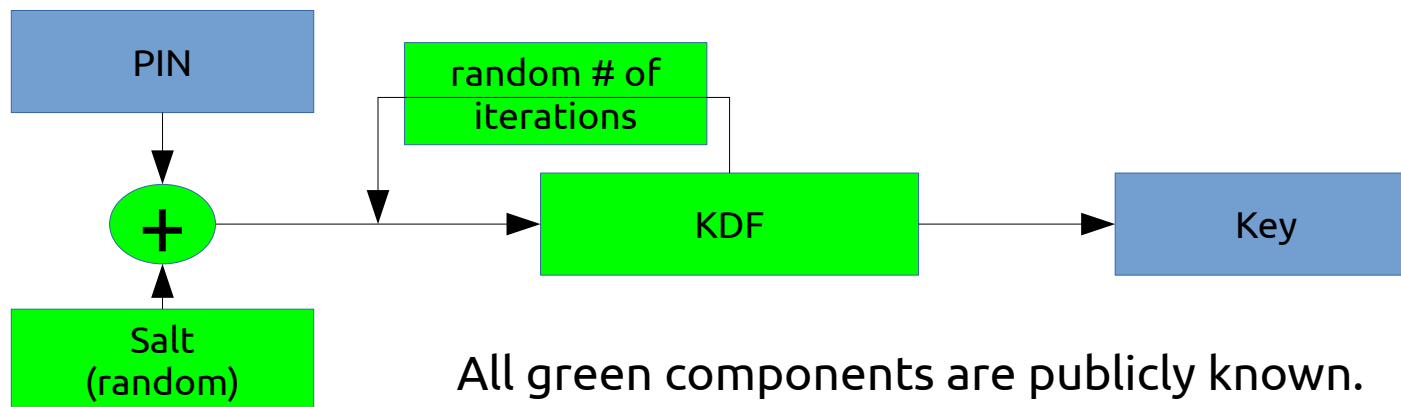 PIN
random # of
iterations
+
KDF
Key
Salt
(random)
All green components are publicly known.